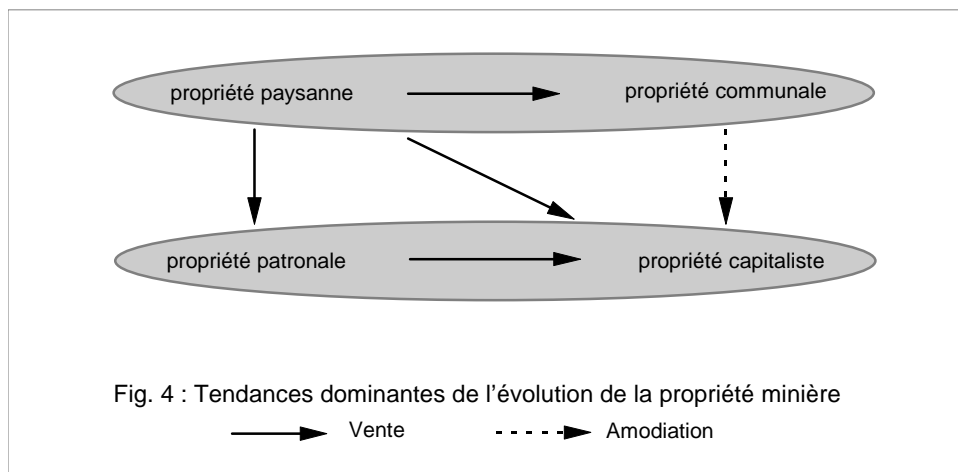 propriété paysanne propriété communale
propriété patronale propriété capitaliste
Fig. 4 : Tendances dominantes de l’évolution de la propriété minière
Vente Amodiation